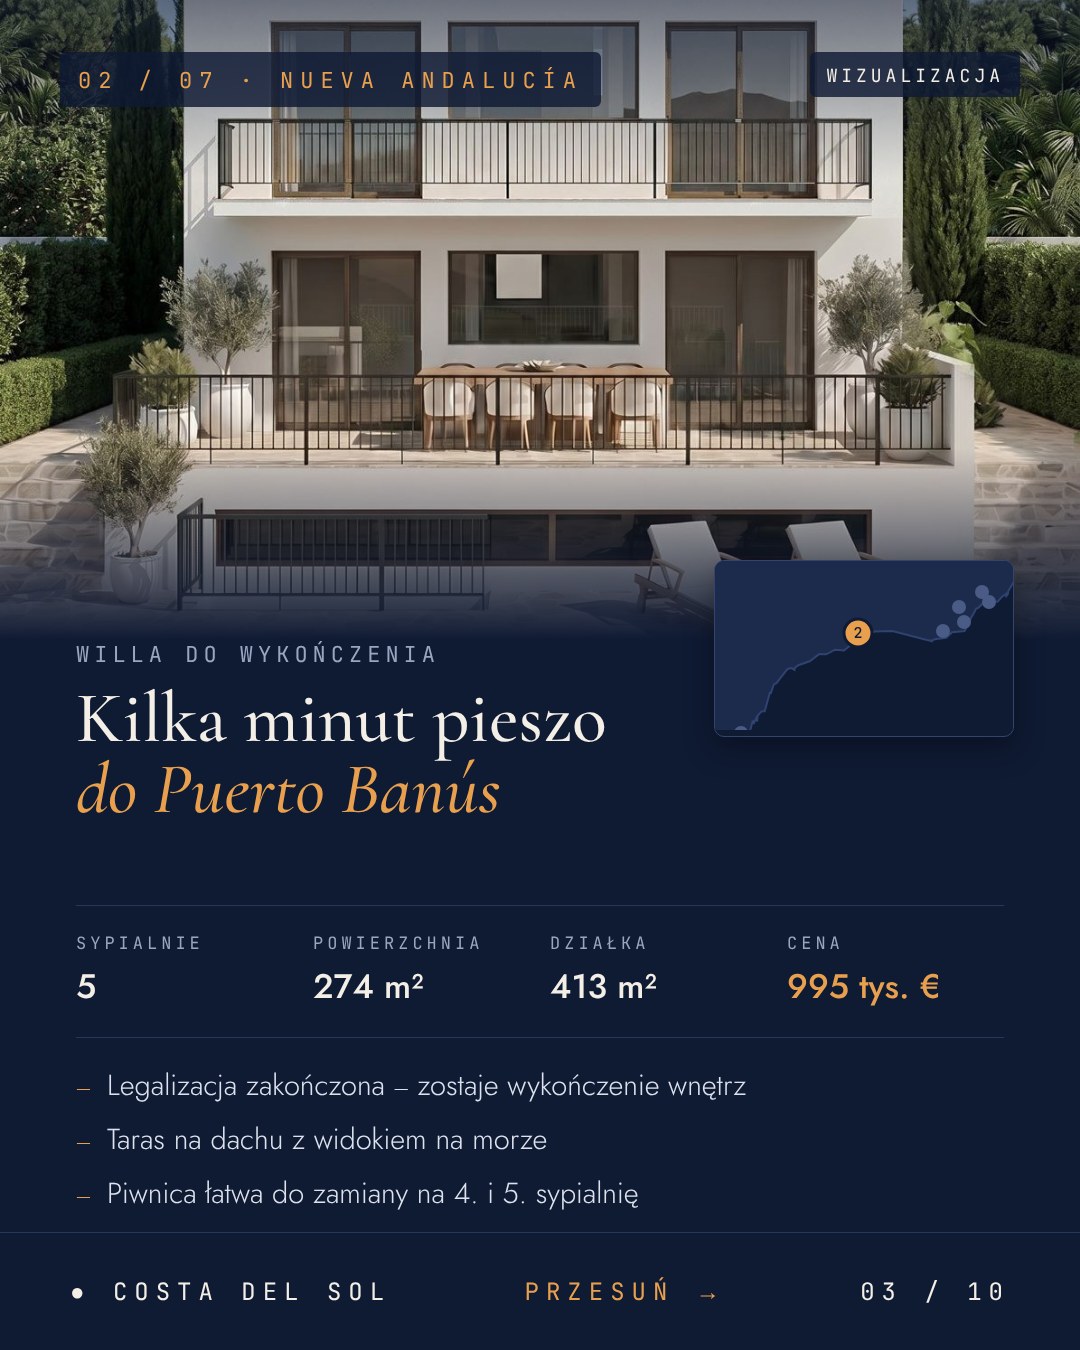 02 / 07 · NUEVA ANDALUCÍA
WIZUALIZACJA
2
WILLA DO WYKOŃCZENIA
Kilka minut pieszo
do Puerto Banús
SYPIALNIE POWIERZCHNIA DZIAŁKA CENA
5 274 m² 413 m² 995 tys. €
– Legalizacja zakończona – zostaje wykończenie wnętrz
– Taras na dachu z widokiem na morze
– Piwnica łatwa do zamiany na 4. i 5. sypialnię
• COSTA DEL SOL PRZESUŃ → 03 / 10